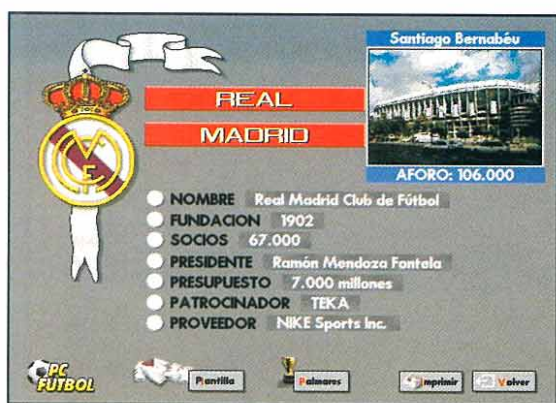 Santiago Bernabéu
REAL
MADRID
AFORO: 106.000
NOMBRE Real Madrid Club de Fútbol
FUNDACION 1902
SOCIOS 67.000
PRESIDENTE Ramón Mendoza Fontela
PRESUPUESTO 7.000 millones
PATROCINADOR TEKA
PROVEEDOR NIKE Sports Inc.
PC FUTBOL
Plantilla
Palmares
Imprimir
Volver